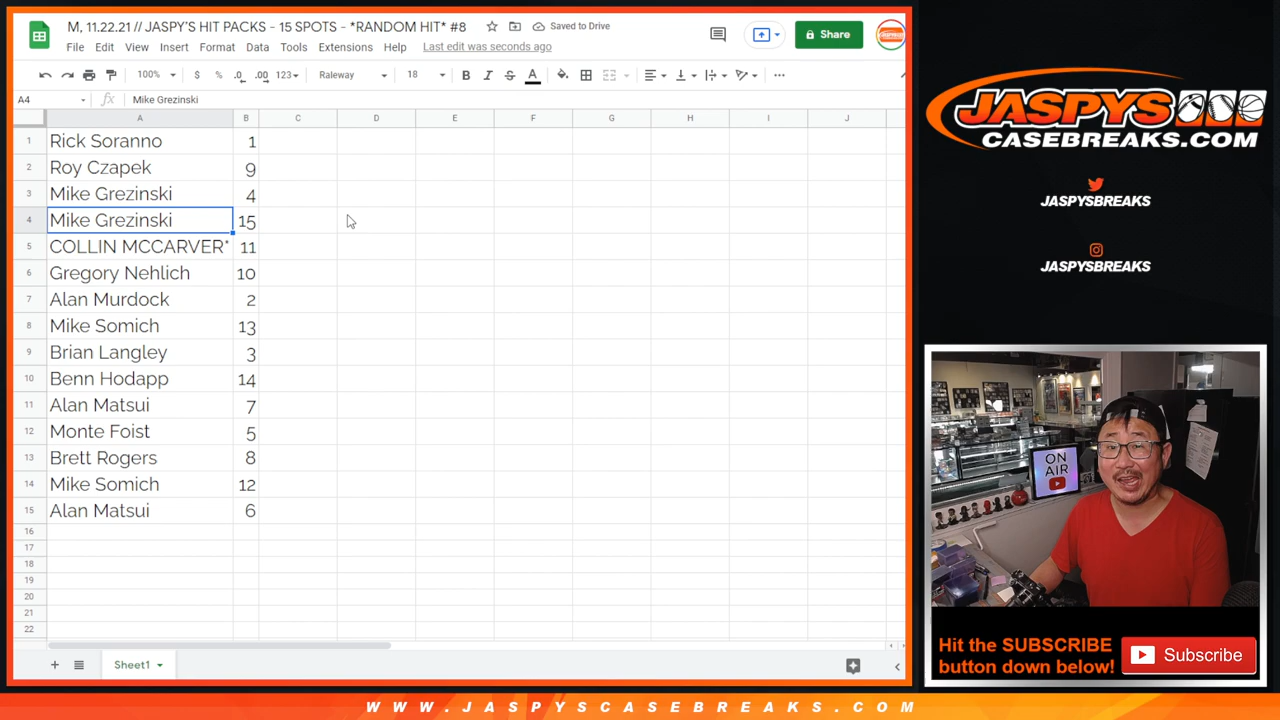 M, 11.22.21 // JASPY'S HIT PACKS - 15 SPOTS - *RANDOM HIT* #8
Saved to Drive
File Edit View Insert Format Data Tools Extensions Help Last edit was seconds ago
Share
100% $ % .0 .00 123 Raleway 18 B I S A
A4 fx Mike Grezinski
A B C D E F G H I J
1 Rick Soranno 1
2 Roy Czapek 9
3 Mike Grezinski 4
4 Mike Grezinski 15
5 COLLIN MCCARVER* 11
6 Gregory Nehlich 10
7 Alan Murdock 2
8 Mike Somich 13
9 Brian Langley 3
10 Benn Hodapp 14
11 Alan Matsui 7
12 Monte Foist 5
13 Brett Rogers 8
14 Mike Somich 12
15 Alan Matsui 6
16
17
18
19
20
21
22
Sheet1
JASPYS
CASEBREAKS.COM
JASPYSBREAKS
JASPYSBREAKS
ON
AIR
Hit the SUBSCRIBE
button down below!
Subscribe
WWW.JASPYSCASEBREAKS.COM